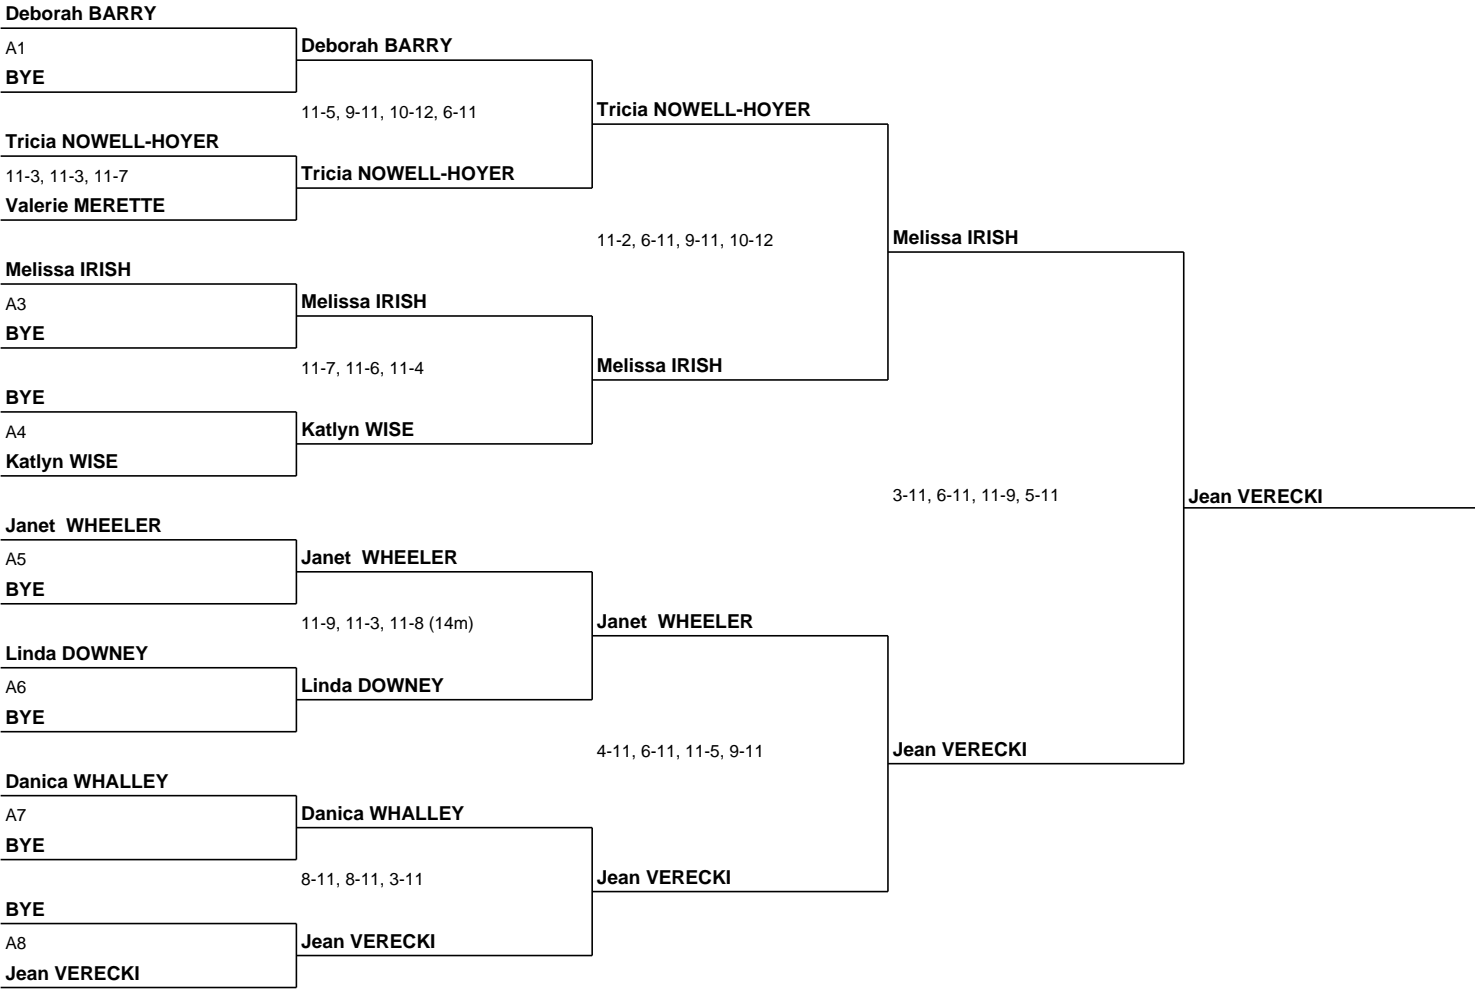 Deborah BARRY
A1
BYE
Tricia NOWELL-HOYER
11-3, 11-3, 11-7
Valerie MERETTE
Melissa IRISH
A3
BYE
BYE
A4
Katlyn WISE
Janet  WHEELER
A5
BYE
Linda DOWNEY
A6
BYE
Danica WHALLEY
A7
BYE
BYE
A8
Jean VERECKI
Deborah BARRY
11-5, 9-11, 10-12, 6-11
Tricia NOWELL-HOYER
Melissa IRISH
11-7, 11-6, 11-4
Katlyn WISE
Janet  WHEELER
11-9, 11-3, 11-8 (14m)
Linda DOWNEY
Danica WHALLEY
8-11, 8-11, 3-11
Jean VERECKI
Tricia NOWELL-HOYER
11-2, 6-11, 9-11, 10-12
Melissa IRISH
Janet  WHEELER
4-11, 6-11, 11-5, 9-11
Jean VERECKI
Melissa IRISH
3-11, 6-11, 11-9, 5-11
Jean VERECKI
Jean VERECKI